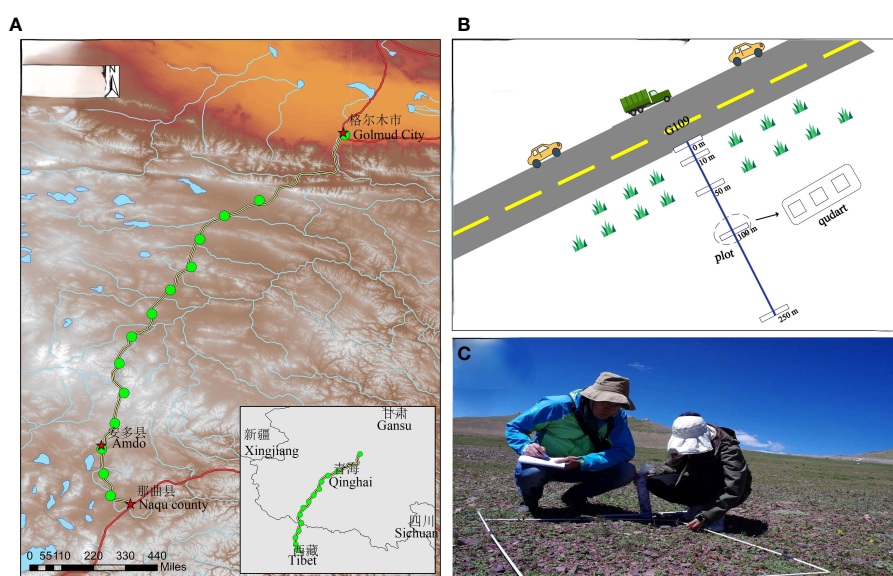 A
N
格尔木市
Golmud City
安多县
Amdo
那曲县
Naqu county
0 55110 220 330 440
Miles
甘肃
Gansu
新疆
Xingjiang
青海
Qinghai
四川
Sichuan
西藏
Tibet
B
G109
0 m
10 m
50 m
100 m
250 m
plot
qudart
C